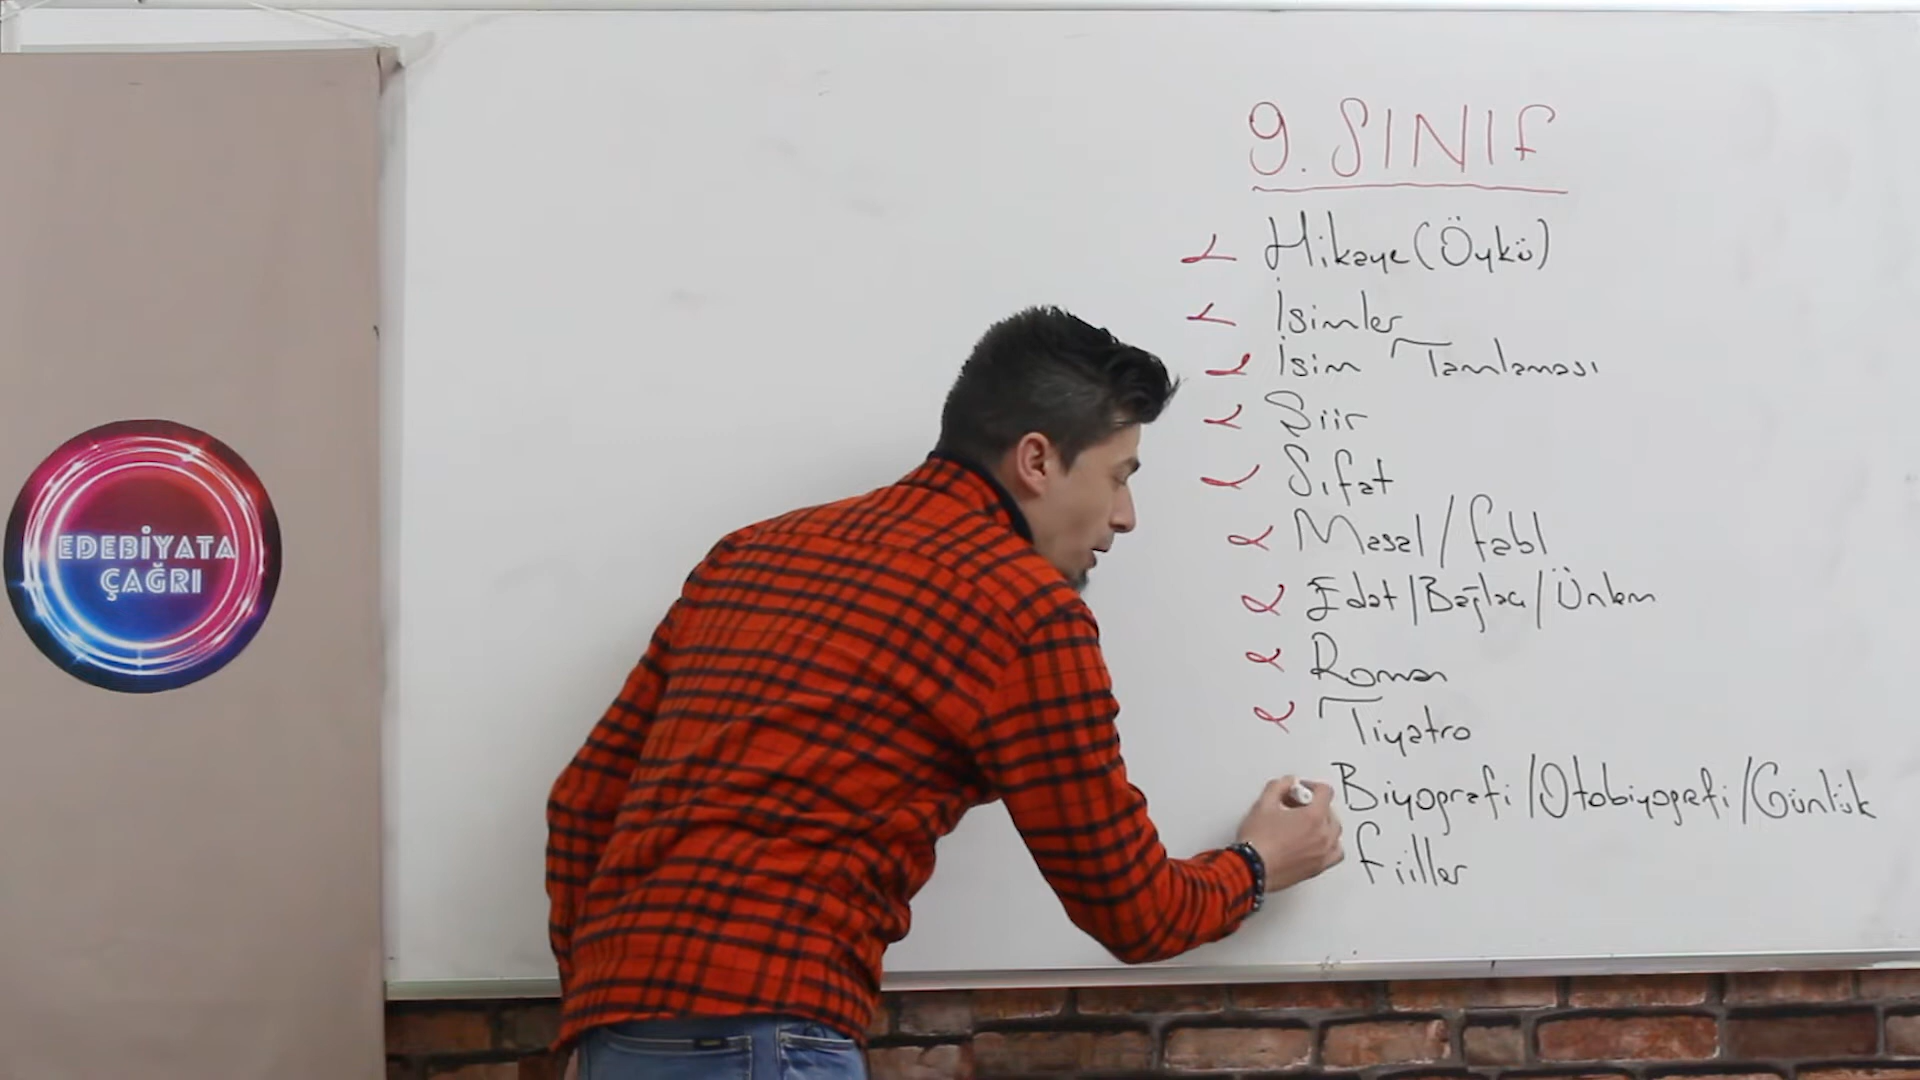 EDEBİYATA
ÇAĞRI
9. SINIF
Hikaye (Öykü)
İsimler
İsim Tamlaması
Şiir
Sıfat
Masal / Fabl
Edat / Bağlaç / Ünlem
Roman
Tiyatro
Biyografi / Otobiyografi / Günlük
Fiiller